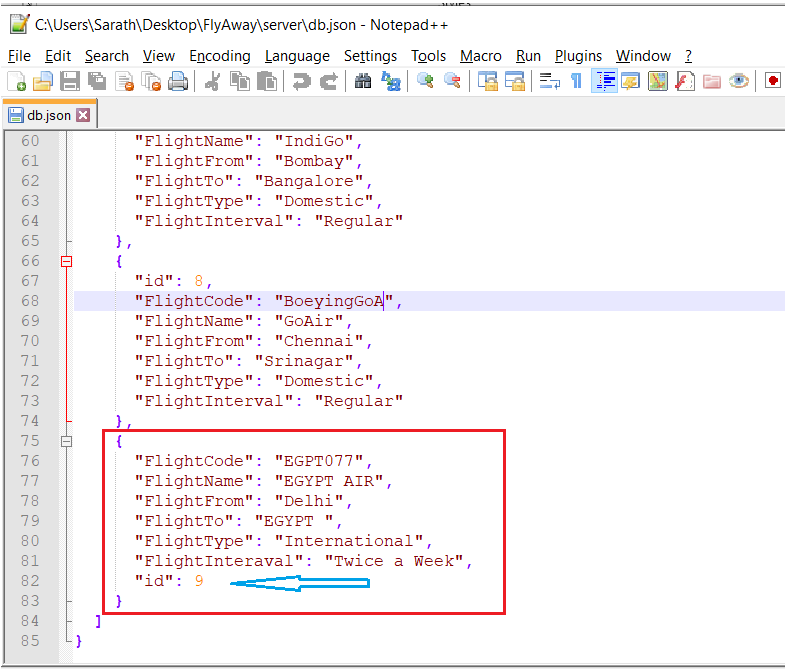 C:\Users\Sarath\Desktop\FlyAway\server\db.json - Notepad++
File Edit Search View Encoding Language Settings Tools Macro Run Plugins Window ?
db.json
60 "FlightName": "IndiGo",
61 "FlightFrom": "Bombay",
62 "FlightTo": "Bangalore",
63 "FlightType": "Domestic",
64 "FlightInterval": "Regular"
65 },
66 {
67 "id": 8,
68 "FlightCode": "BoeyingGoA",
69 "FlightName": "GoAir",
70 "FlightFrom": "Chennai",
71 "FlightTo": "Srinagar",
72 "FlightType": "Domestic",
73 "FlightInterval": "Regular"
74 },
75 {
76 "FlightCode": "EGPT077",
77 "FlightName": "EGYPT AIR",
78 "FlightFrom": "Delhi",
79 "FlightTo": "EGYPT ",
80 "FlightType": "International",
81 "FlightInteraval": "Twice a Week",
82 "id": 9
83 }
84 ]
85 }